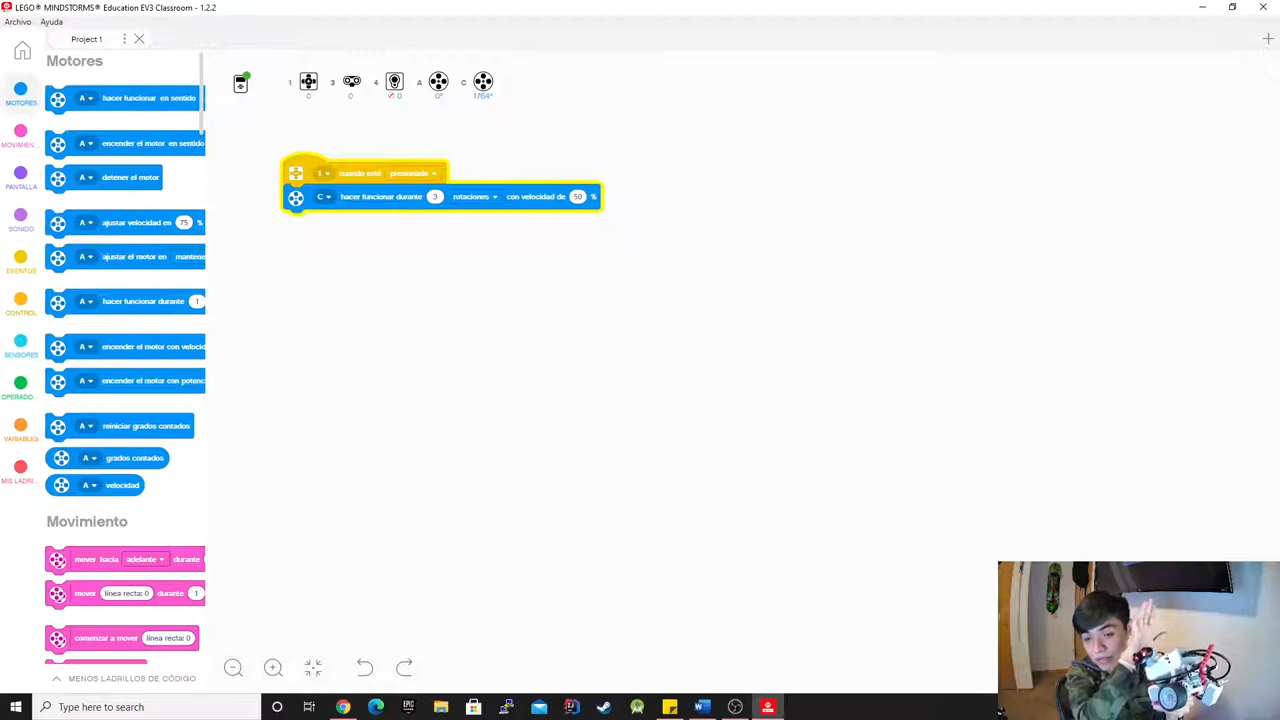 LEGO® MINDSTORMS® Education EV3 Classroom - 1.2.2
Archivo Ayuda
Project 1
Motores
1 3 4 A C
0 0 0 0° 1764°
MOTORES
MOVIMIEN...
PANTALLA
SONIDO
EVENTOS
CONTROL
SENSORES
OPERADO...
VARIABLES
MIS LADRI...
A hacer funcionar en sentido
A encender el motor en sentido
A detener el motor
A ajustar velocidad en 75 %
A ajustar el motor en mantene
A hacer funcionar durante 1
A encender el motor con velocid
A encender el motor con potenc
A reiniciar grados contados
A grados contados
A velocidad
Movimiento
mover hacia adelante durante
mover línea recta: 0 durante 1
comenzar a mover línea recta: 0
1 cuando esté presionado
C hacer funcionar durante 3 rotaciones con velocidad de 50 %
MENOS LADRILLOS DE CÓDIGO
Type here to search